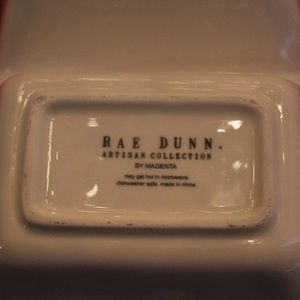 RAE DUNN.
ARTISAN COLLECTION
BY MAGENTA
may get hot in microwave.
dishwasher safe. made in china.